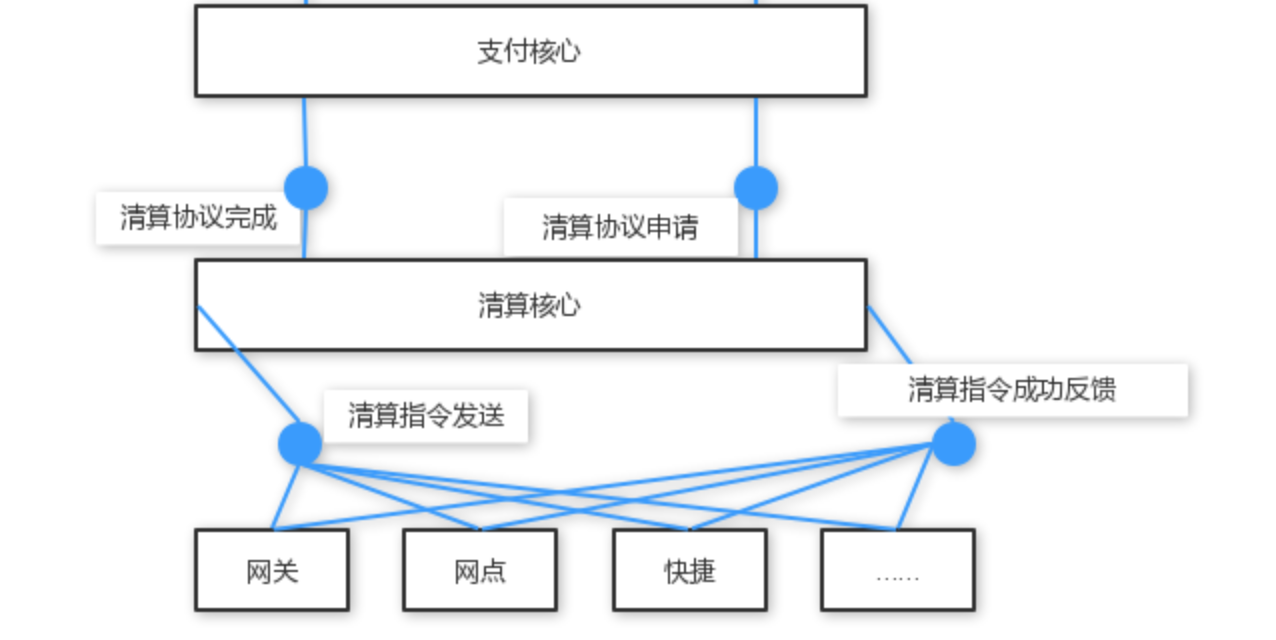 支付核心
清算协议完成
清算协议申请
清算核心
清算指令成功反馈
清算指令发送
网关
网点
快捷
……